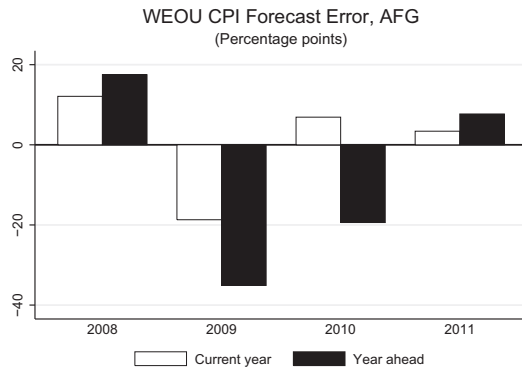 WEOU CPI Forecast Error, AFG
(Percentage points)
20
0
−20
−40
2008 2009 2010 2011
Current year Year ahead